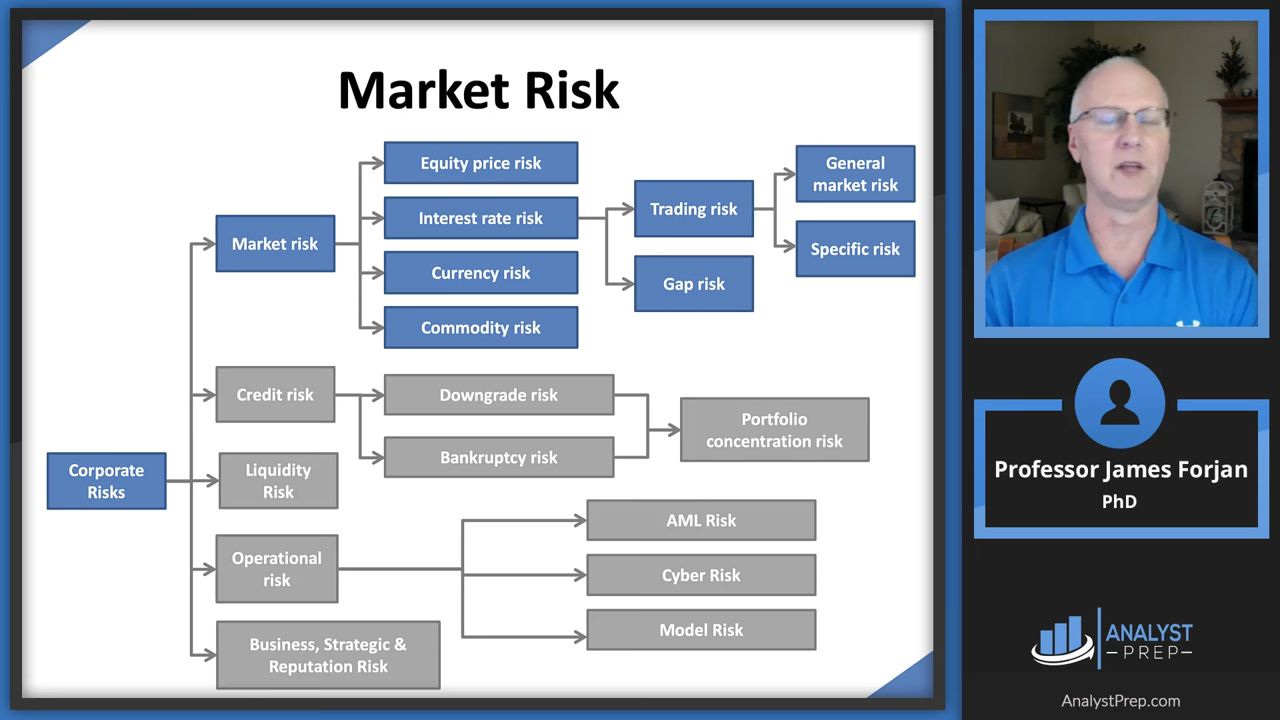 Market Risk
Equity price risk
Interest rate risk
Currency risk
Commodity risk
Market risk
Trading risk
Gap risk
General
market risk
Specific risk
Credit risk
Downgrade risk
Bankruptcy risk
Portfolio
concentration risk
Corporate
Risks
Liquidity
Risk
Operational
risk
AML Risk
Cyber Risk
Model Risk
Business, Strategic &
Reputation Risk
Professor James Forjan
PhD
ANALYST
PREP
AnalystPrep.com